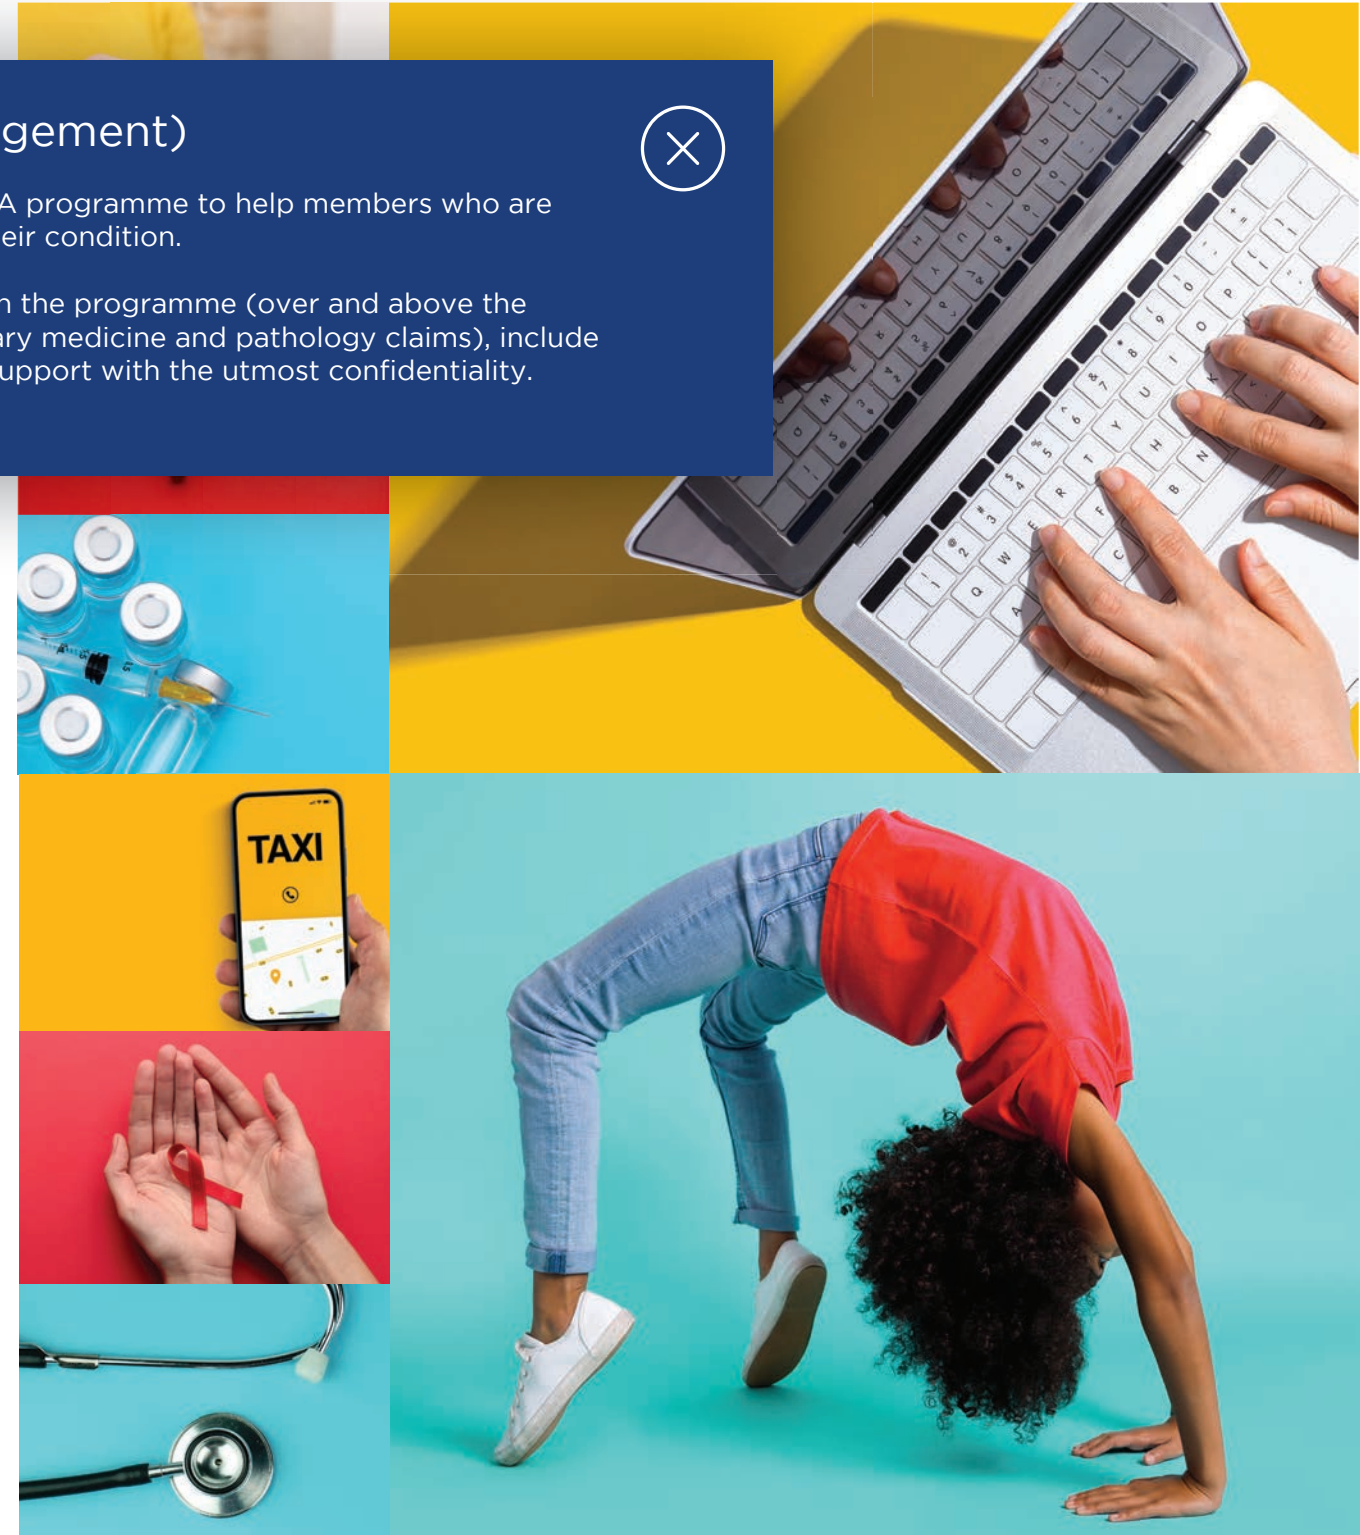 gement)
A programme to help members who are
eir condition.
n the programme (over and above the
ary medicine and pathology claims), include
upport with the utmost confidentiality.
TAXI